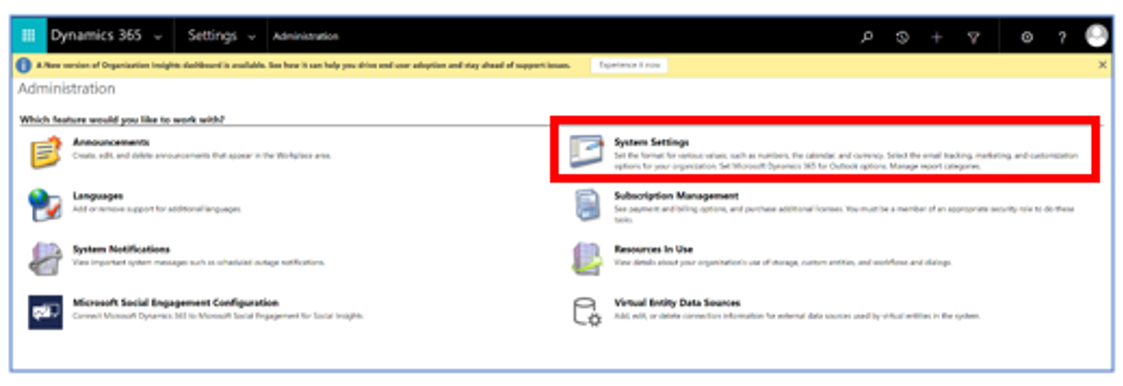 Dynamics 365 Settings Administration ?
A New version of Organization Insights dashboard is available. See how it can help you drive end user adoption and stay ahead of support issues. Experience it now
Administration
Which feature would you like to work with?
Announcements
Create, edit, and delete announcements that appear in the Workplace area.
System Settings
Set the format for various values, such as numbers, the calendar, and currency. Select the email tracking, marketing, and customization
options for your organization. Set Microsoft Dynamics 365 for Outlook options. Manage report categories.
Languages
Add or remove support for additional languages.
Subscription Management
See payment and billing options, and purchase additional licenses. You must be a member of an appropriate security role to do these
tasks.
System Notifications
View important system messages such as scheduled outage notifications.
Resources In Use
View details about your organization's use of storage, custom entities, and workflows and dialogs.
Microsoft Social Engagement Configuration
Connect Microsoft Dynamics 365 to Microsoft Social Engagement for Social Insights.
Virtual Entity Data Sources
Add, edit, or delete connection information for external data sources used by virtual entities in the system.